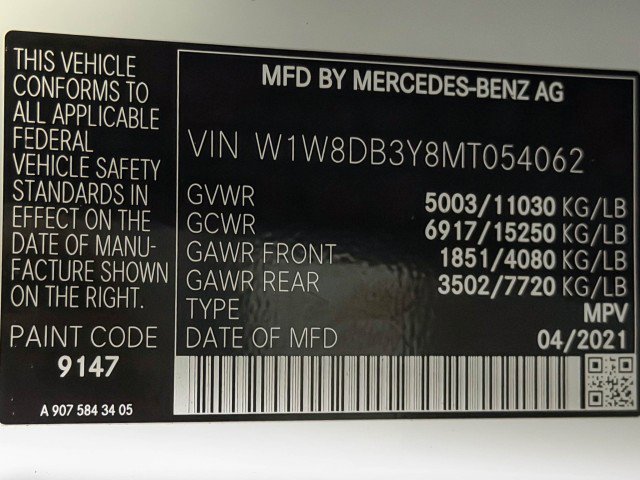 THIS VEHICLE
CONFORMS TO
ALL APPLICABLE
FEDERAL
VEHICLE SAFETY
STANDARDS IN
EFFECT ON THE
DATE OF MANU-
FACTURE SHOWN
ON THE RIGHT.
PAINT CODE
9147
A 907 584 34 05
MFD BY MERCEDES-BENZ AG
VIN W1W8DB3Y8MT054062
GVWR 5003/11030 KG/LB
GCWR 6917/15250 KG/LB
GAWR FRONT 1851/4080 KG/LB
GAWR REAR 3502/7720 KG/LB
TYPE MPV
DATE OF MFD 04/2021